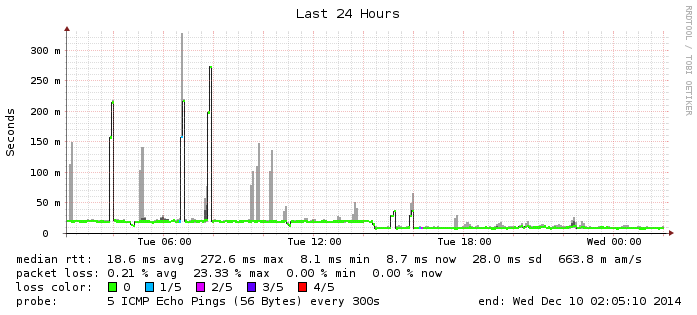 Last 24 Hours
RRDTOOL / TOBI OETIKER
Seconds
300 m
250 m
200 m
150 m
100 m
50 m
0
Tue 06:00 Tue 12:00 Tue 18:00 Wed 00:00
median rtt: 18.6 ms avg 272.6 ms max 8.1 ms min 8.7 ms now 28.0 ms sd 663.8 m am/s
packet loss: 0.21 % avg 23.33 % max 0.00 % min 0.00 % now
loss color: 0 1/5 2/5 3/5 4/5
probe: 5 ICMP Echo Pings (56 Bytes) every 300s end: Wed Dec 10 02:05:10 2014